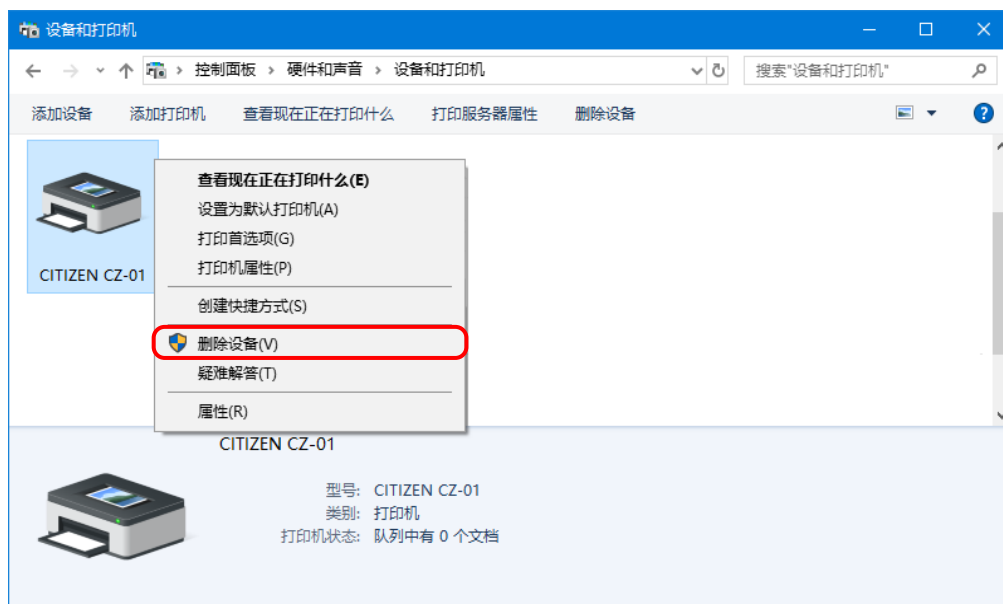 设备和打印机
控制面板 › 硬件和声音 › 设备和打印机
搜索"设备和打印机"
添加设备 添加打印机 查看现在正在打印什么 打印服务器属性 删除设备
CITIZEN CZ-01
查看现在正在打印什么(E)
设置为默认打印机(A)
打印首选项(G)
打印机属性(P)
创建快捷方式(S)
删除设备(V)
疑难解答(T)
属性(R)
CITIZEN CZ-01
型号: CITIZEN CZ-01
类别: 打印机
打印机状态: 队列中有 0 个文档